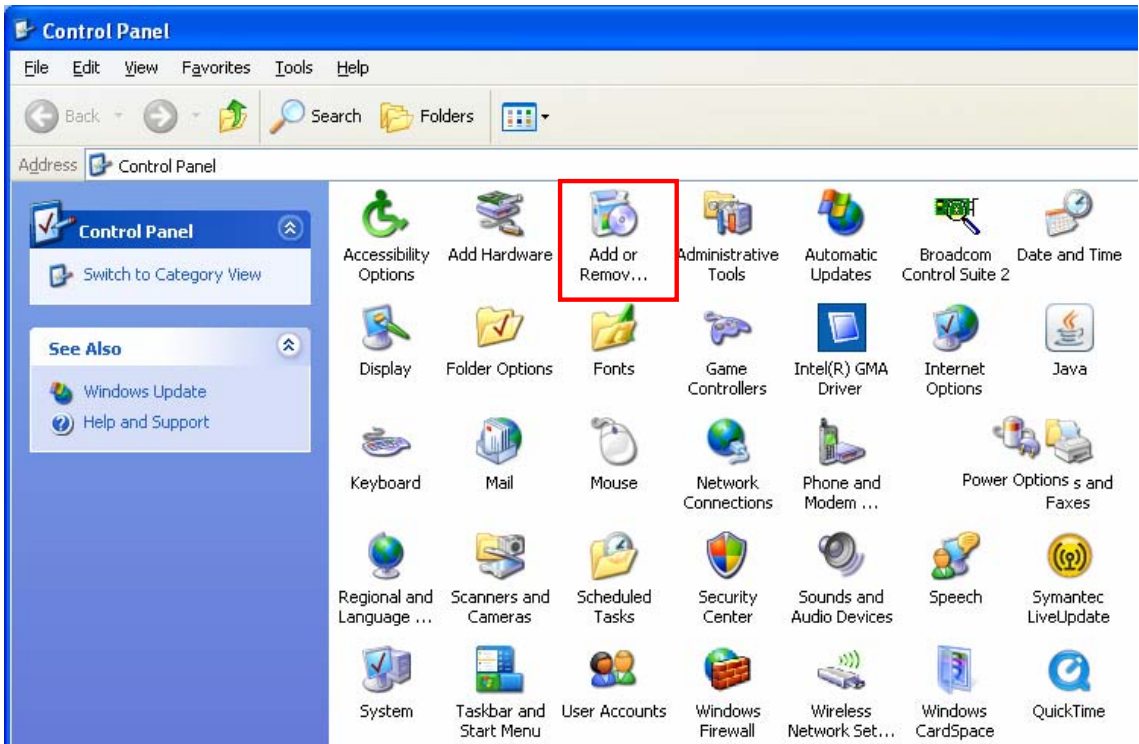 Control Panel
File Edit View Favorites Tools Help
Back Search Folders
Address Control Panel
Control Panel
Switch to Category View
See Also
Windows Update
Help and Support
Accessibility Options
Add Hardware
Add or Remov...
Administrative Tools
Automatic Updates
Broadcom Control Suite 2
Date and Time
Display
Folder Options
Fonts
Game Controllers
Intel(R) GMA Driver
Internet Options
Java
Keyboard
Mail
Mouse
Network Connections
Phone and Modem ...
Power Options
s and Faxes
Regional and Language ...
Scanners and Cameras
Scheduled Tasks
Security Center
Sounds and Audio Devices
Speech
Symantec LiveUpdate
System
Taskbar and Start Menu
User Accounts
Windows Firewall
Wireless Network Set...
Windows CardSpace
QuickTime